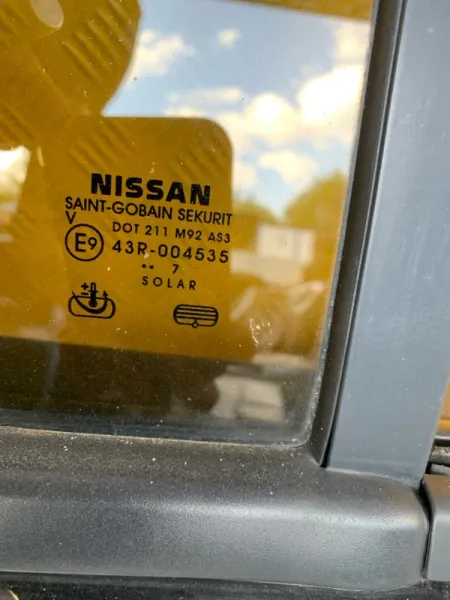 NISSAN
SAINT-GOBAIN SEKURIT
V
DOT 211 M92 AS3
E9 43R-004535
•• 7
SOLAR